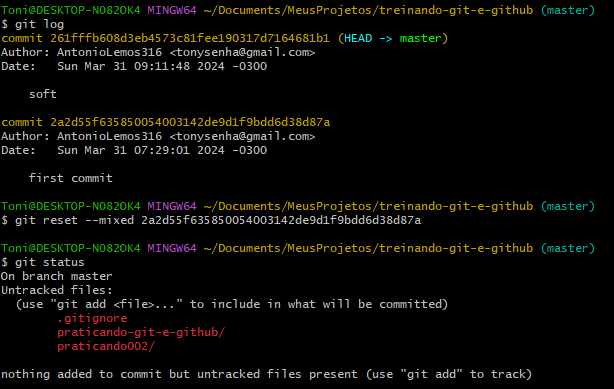 Toni@DESKTOP-N082OK4 MINGW64 ~/Documents/MeusProjetos/treinando-git-e-github (master)
$ git log
commit 261fffb608d3eb4573c81fee190317d7164681b1 (HEAD -> master)
Author: AntonioLemos316 <tonysenha@gmail.com>
Date:   Sun Mar 31 09:11:48 2024 -0300
    soft
commit 2a2d55f635850054003142de9d1f9bdd6d38d87a
Author: AntonioLemos316 <tonysenha@gmail.com>
Date:   Sun Mar 31 07:29:01 2024 -0300
    first commit
Toni@DESKTOP-N082OK4 MINGW64 ~/Documents/MeusProjetos/treinando-git-e-github (master)
$ git reset --mixed 2a2d55f635850054003142de9d1f9bdd6d38d87a
Toni@DESKTOP-N082OK4 MINGW64 ~/Documents/MeusProjetos/treinando-git-e-github (master)
$ git status
On branch master
Untracked files:
  (use "git add <file>..." to include in what will be committed)
        .gitignore
        praticando-git-e-github/
        praticando002/
nothing added to commit but untracked files present (use "git add" to track)